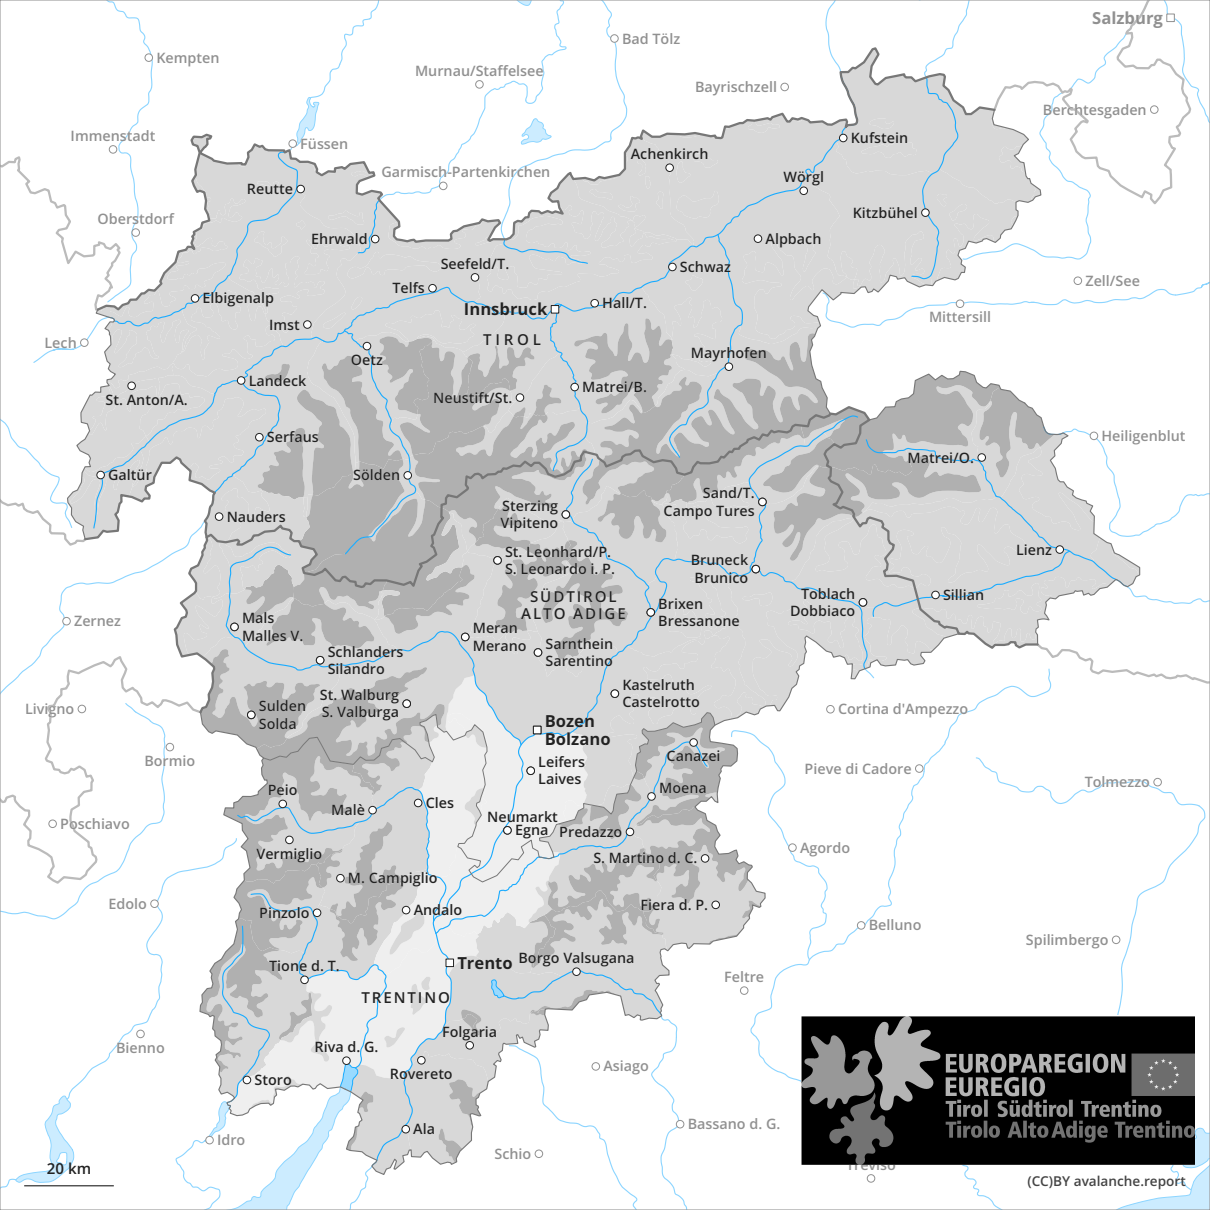 Salzburg
Bad Tölz
Kempten
Murnau/Staffelsee
Bayrischzell
Berchtesgaden
Immenstadt
Füssen
Kufstein
Achenkirch
Garmisch-Partenkirchen
Wörgl
Reutte
Oberstdorf
Kitzbühel
Ehrwald
Alpbach
Seefeld/T.
Schwaz
Zell/See
Telfs
Elbigenalp
Hall/T.
Innsbruck
Mittersill
Imst
TIROL
Lech
Mayrhofen
Oetz
Landeck
Matrei/B.
St. Anton/A.
Neustift/St.
Serfaus
Heiligenblut
Matrei/O.
Galtür
Sölden
Sand/T.
Campo Tures
Sterzing
Vipiteno
Nauders
Lienz
St. Leonhard/P.
S. Leonardo i. P.
Bruneck
Brunico
SÜDTIROL
ALTO ADIGE
Toblach
Dobbiaco
Sillian
Brixen
Bressanone
Zernez
Mals
Malles V.
Meran
Merano
Sarnthein
Sarentino
Schlanders
Silandro
Kastelruth
Castelrotto
St. Walburg
S. Valburga
Sulden
Solda
Livigno
Cortina d'Ampezzo
Bozen
Bolzano
Bormio
Canazei
Leifers
Laives
Pieve di Cadore
Tolmezzo
Peio
Moena
Cles
Malè
Neumarkt
Egna
Poschiavo
Predazzo
Vermiglio
Agordo
S. Martino d. C.
M. Campiglio
Edolo
Pinzolo
Andalo
Fiera d. P.
Belluno
Spilimbergo
Trento
Borgo Valsugana
Tione d. T.
Feltre
TRENTINO
Folgaria
Bienno
Riva d. G.
Asiago
Rovereto
Storo
EUROPAREGION
EUREGIO
Tirol Südtirol Trentino
Tirolo Alto Adige Trentino
Ala
Bassano d. G.
Idro
Schio
Treviso
20 km
(CC)BY avalanche.report